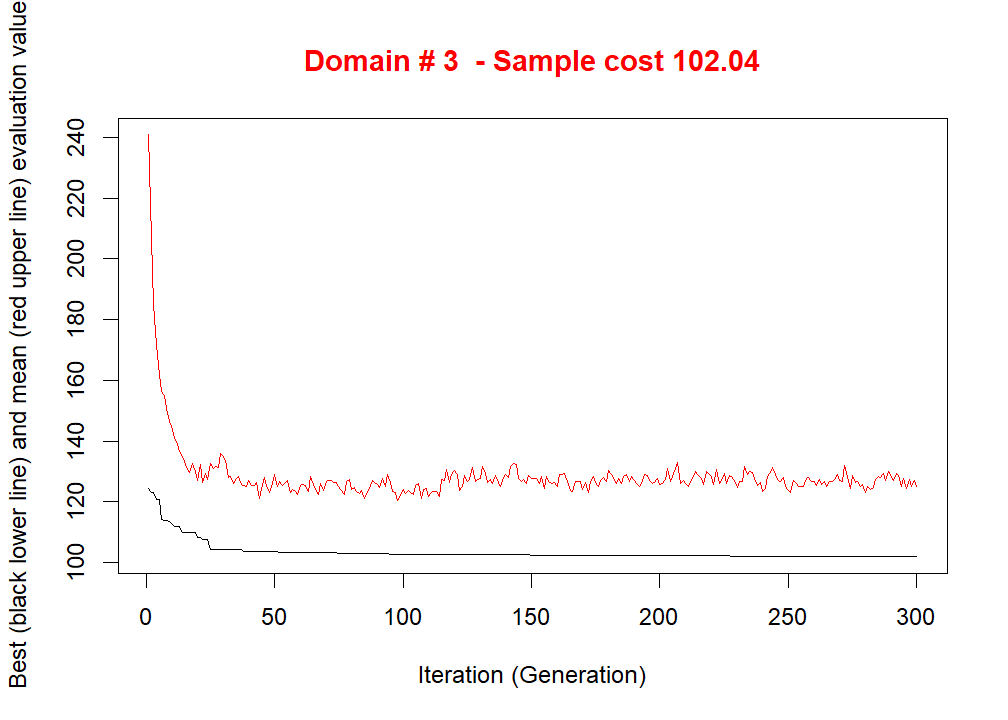 Domain # 3  - Sample cost 102.04
Best (black lower line) and mean (red upper line) evaluation value
240
220
200
180
160
140
120
100
0 50 100 150 200 250 300
Iteration (Generation)